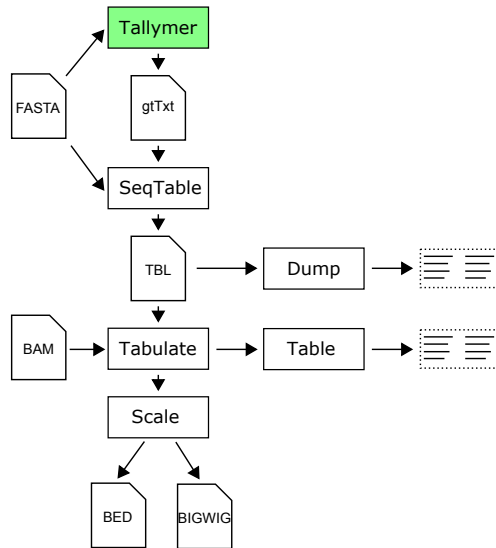 Tallymer
FASTA
gtTxt
SeqTable
TBL
Dump
BAM
Tabulate
Table
Scale
BED
BIGWIG